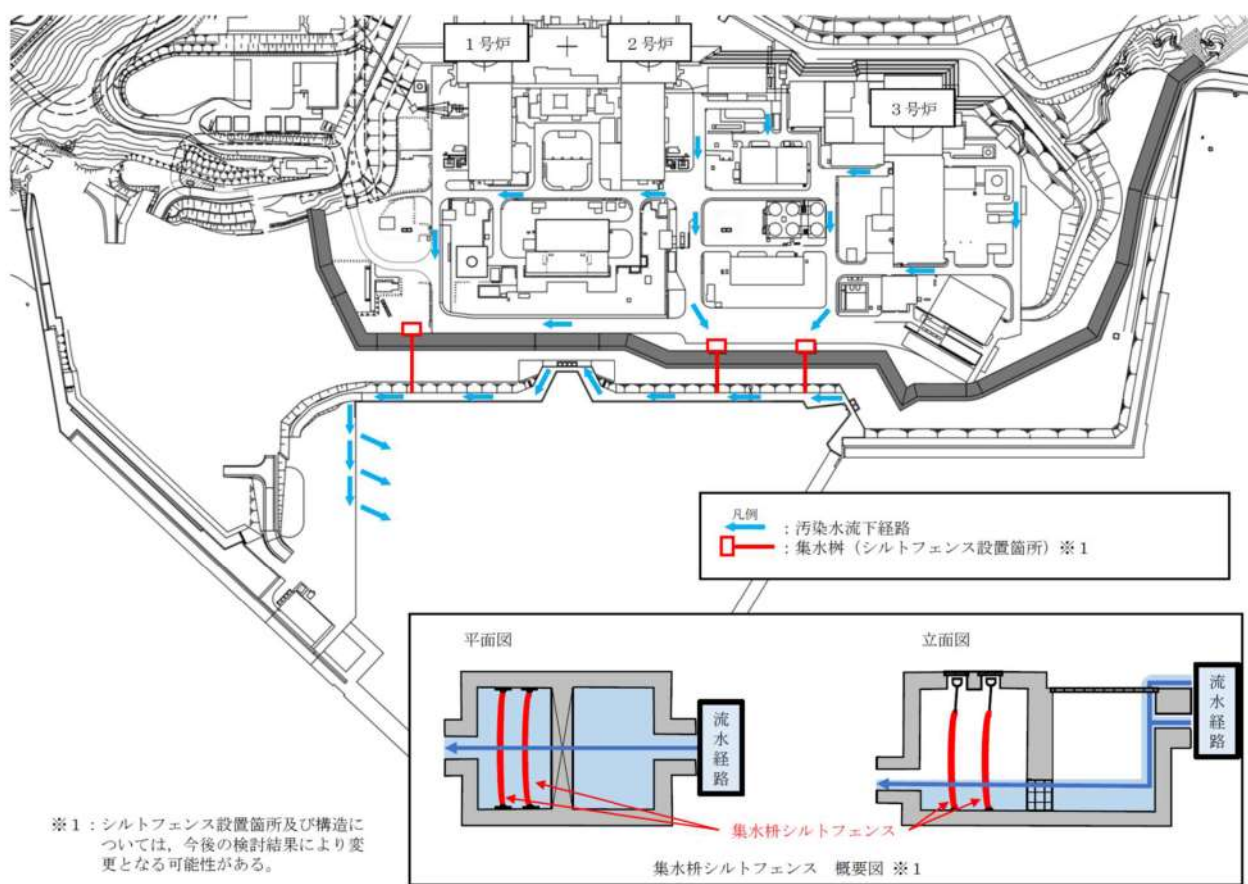 1号炉
2号炉
3号炉
凡例
：汚染水流下経路
：集水桝（シルトフェンス設置箇所）※1
平面図
立面図
流水経路
流水経路
集水枡シルトフェンス
集水枡シルトフェンス　概要図 ※1
※1：シルトフェンス設置箇所及び構造に
ついては，今後の検討結果により変
更となる可能性がある。